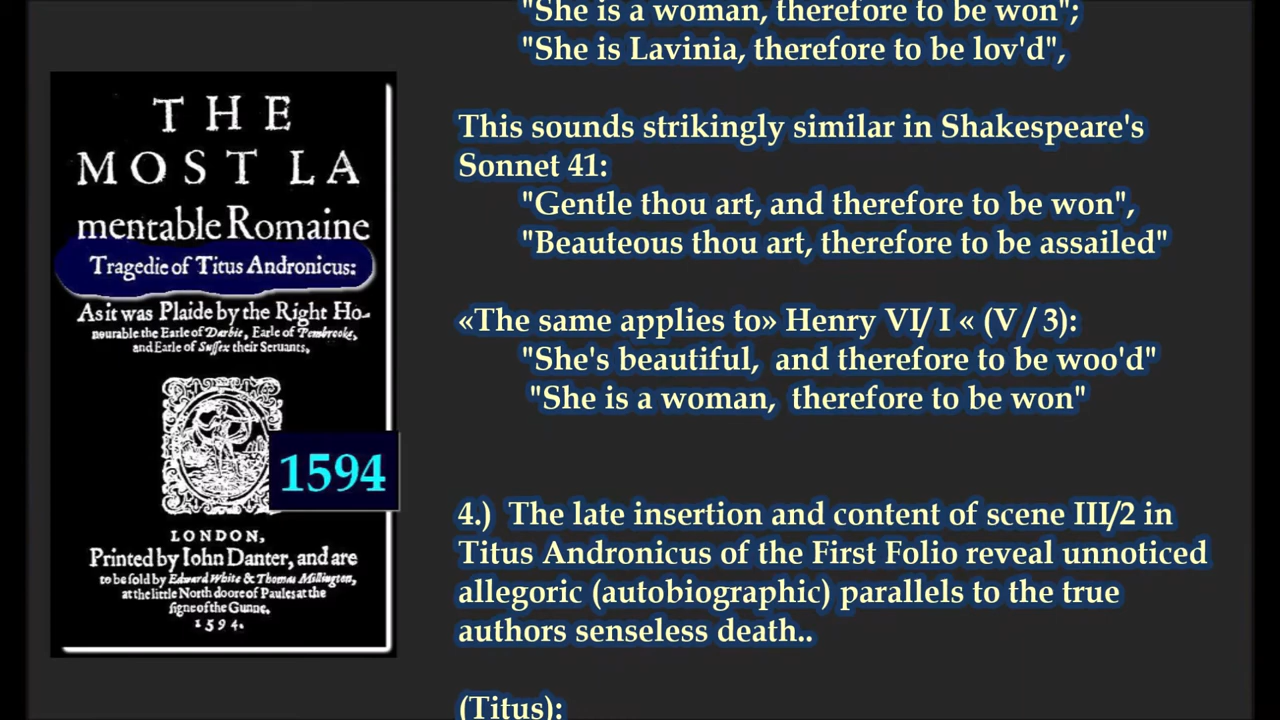 THE
MOST LA
mentable Romaine
Tragedie of Titus Andronicus:
As it was Plaide by the Right Ho-
nourable the Earle of Darbie, Earle of Pembrooke,
and Earle of Suffex their Seruants,
1594
LONDON,
Printed by Iohn Danter, and are
to be ſold by Edward White & Thomas Millington,
at the little North doore of Paules at the
ſigne of the Gunne,
1594.
"She is a woman, therefore to be won";
"She is Lavinia, therefore to be lov'd",
This sounds strikingly similar in Shakespeare's
Sonnet 41:
"Gentle thou art, and therefore to be won",
"Beauteous thou art, therefore to be assailed"
«The same applies to» Henry VI/ I « (V / 3):
"She's beautiful, and therefore to be woo'd"
"She is a woman, therefore to be won"
4.) The late insertion and content of scene III/2 in
Titus Andronicus of the First Folio reveal unnoticed
allegoric (autobiographic) parallels to the true
authors senseless death..
(Titus):